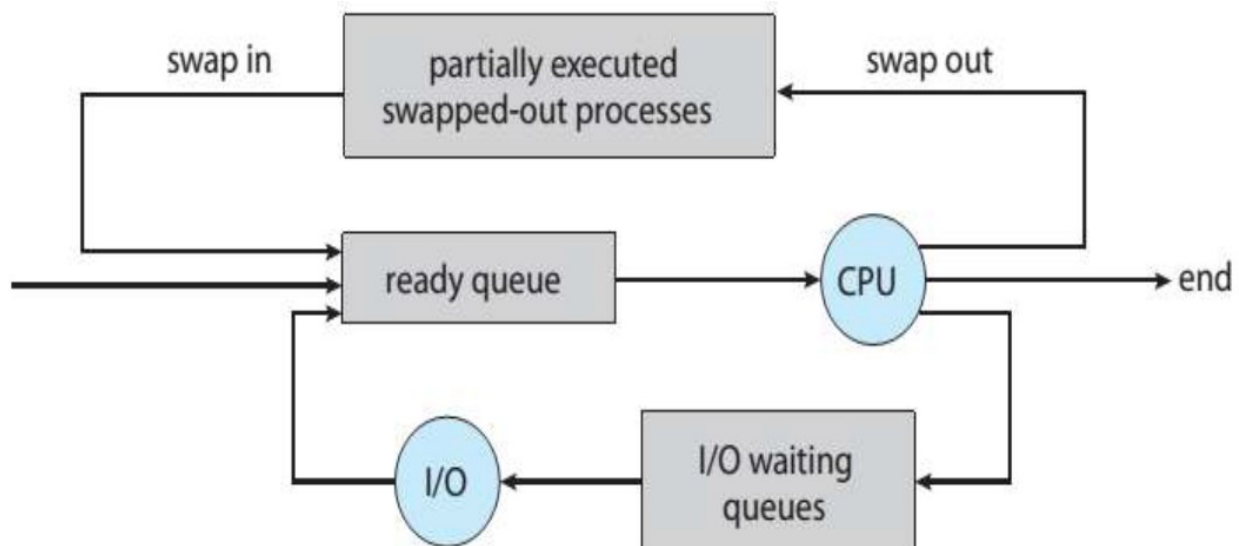 swap in
partially executed
swapped-out processes
swap out
ready queue
CPU
end
I/O
I/O waiting
queues